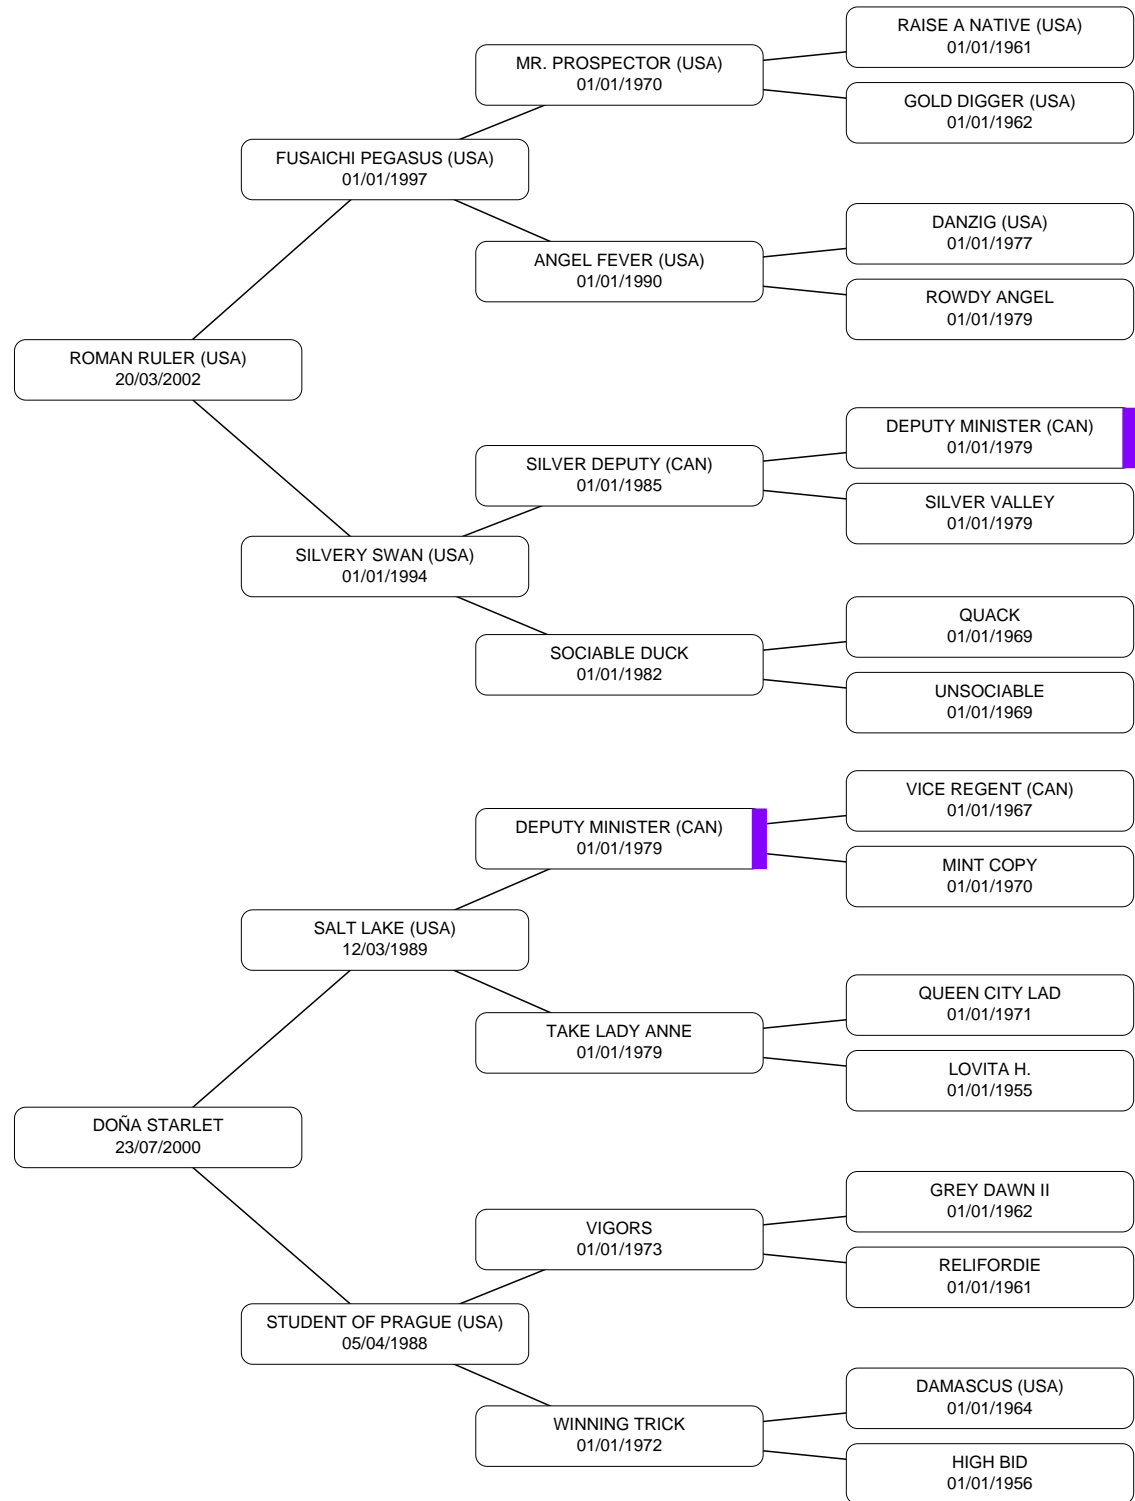 RAISE A NATIVE (USA)
01/01/1961
MR. PROSPECTOR (USA)
01/01/1970
GOLD DIGGER (USA)
01/01/1962
FUSAICHI PEGASUS (USA)
01/01/1997
DANZIG (USA)
01/01/1977
ANGEL FEVER (USA)
01/01/1990
ROWDY ANGEL
01/01/1979
ROMAN RULER (USA)
20/03/2002
DEPUTY MINISTER (CAN)
01/01/1979
SILVER DEPUTY (CAN)
01/01/1985
SILVER VALLEY
01/01/1979
SILVERY SWAN (USA)
01/01/1994
QUACK
01/01/1969
SOCIABLE DUCK
01/01/1982
UNSOCIABLE
01/01/1969
VICE REGENT (CAN)
01/01/1967
DEPUTY MINISTER (CAN)
01/01/1979
MINT COPY
01/01/1970
SALT LAKE (USA)
12/03/1989
QUEEN CITY LAD
01/01/1971
TAKE LADY ANNE
01/01/1979
LOVITA H.
01/01/1955
DOÑA STARLET
23/07/2000
GREY DAWN II
01/01/1962
VIGORS
01/01/1973
RELIFORDIE
01/01/1961
STUDENT OF PRAGUE (USA)
05/04/1988
DAMASCUS (USA)
01/01/1964
WINNING TRICK
01/01/1972
HIGH BID
01/01/1956